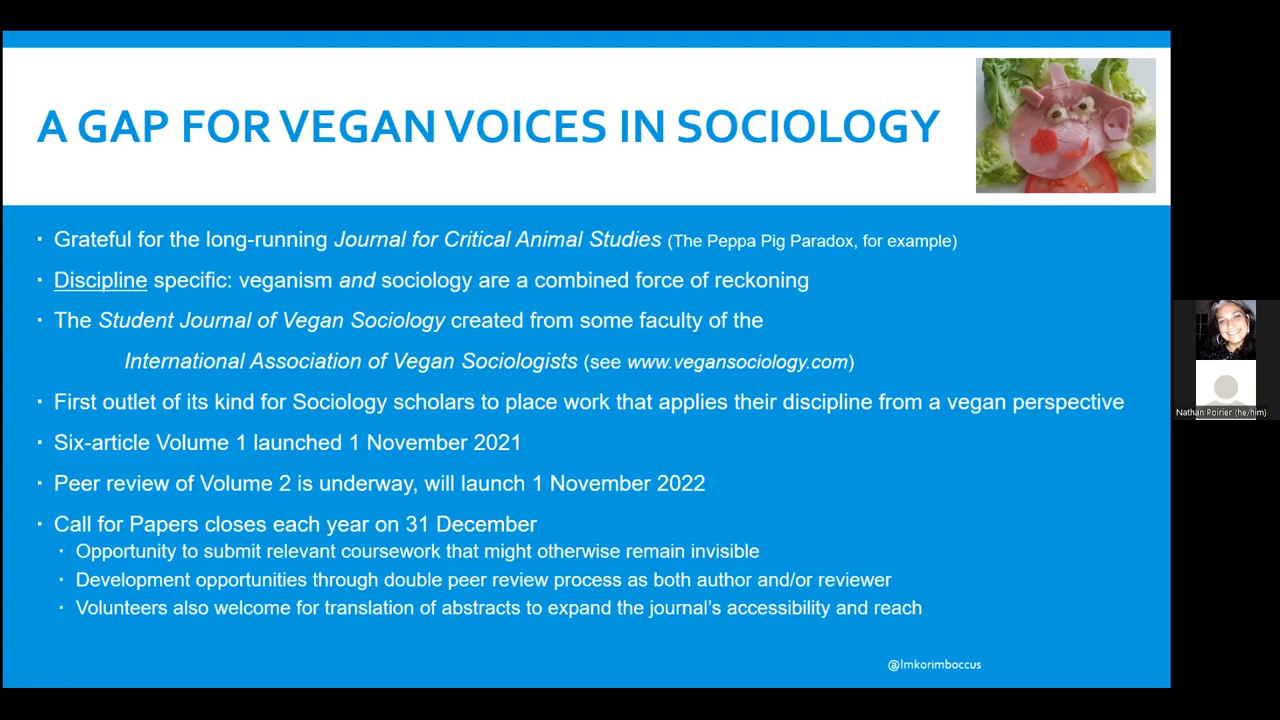 A GAP FOR VEGAN VOICES IN SOCIOLOGY
▪ Grateful for the long-running Journal for Critical Animal Studies (The Peppa Pig Paradox, for example)
▪ Discipline specific: veganism and sociology are a combined force of reckoning
▪ The Student Journal of Vegan Sociology created from some faculty of the
International Association of Vegan Sociologists (see www.vegansociology.com)
▪ First outlet of its kind for Sociology scholars to place work that applies their discipline from a vegan perspective
▪ Six-article Volume 1 launched 1 November 2021
▪ Peer review of Volume 2 is underway, will launch 1 November 2022
▪ Call for Papers closes each year on 31 December
▪ Opportunity to submit relevant coursework that might otherwise remain invisible
▪ Development opportunities through double peer review process as both author and/or reviewer
▪ Volunteers also welcome for translation of abstracts to expand the journal's accessibility and reach
@lmkorimboccus
Nathan Poirier (he/him)